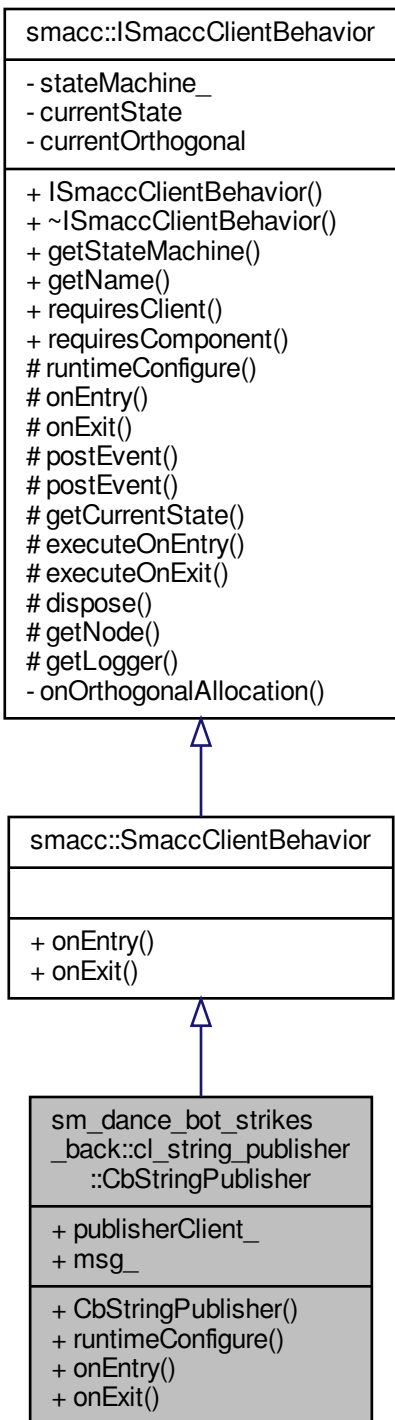 smacc::ISmaccClientBehavior
- stateMachine_
- currentState
- currentOrthogonal
+ ISmaccClientBehavior()
+ ~ISmaccClientBehavior()
+ getStateMachine()
+ getName()
+ requiresClient()
+ requiresComponent()
# runtimeConfigure()
# onEntry()
# onExit()
# postEvent()
# postEvent()
# getCurrentState()
# executeOnEntry()
# executeOnExit()
# dispose()
# getNode()
# getLogger()
- onOrthogonalAllocation()
smacc::SmaccClientBehavior
+ onEntry()
+ onExit()
sm_dance_bot_strikes
_back::cl_string_publisher
::CbStringPublisher
+ publisherClient_
+ msg_
+ CbStringPublisher()
+ runtimeConfigure()
+ onEntry()
+ onExit()